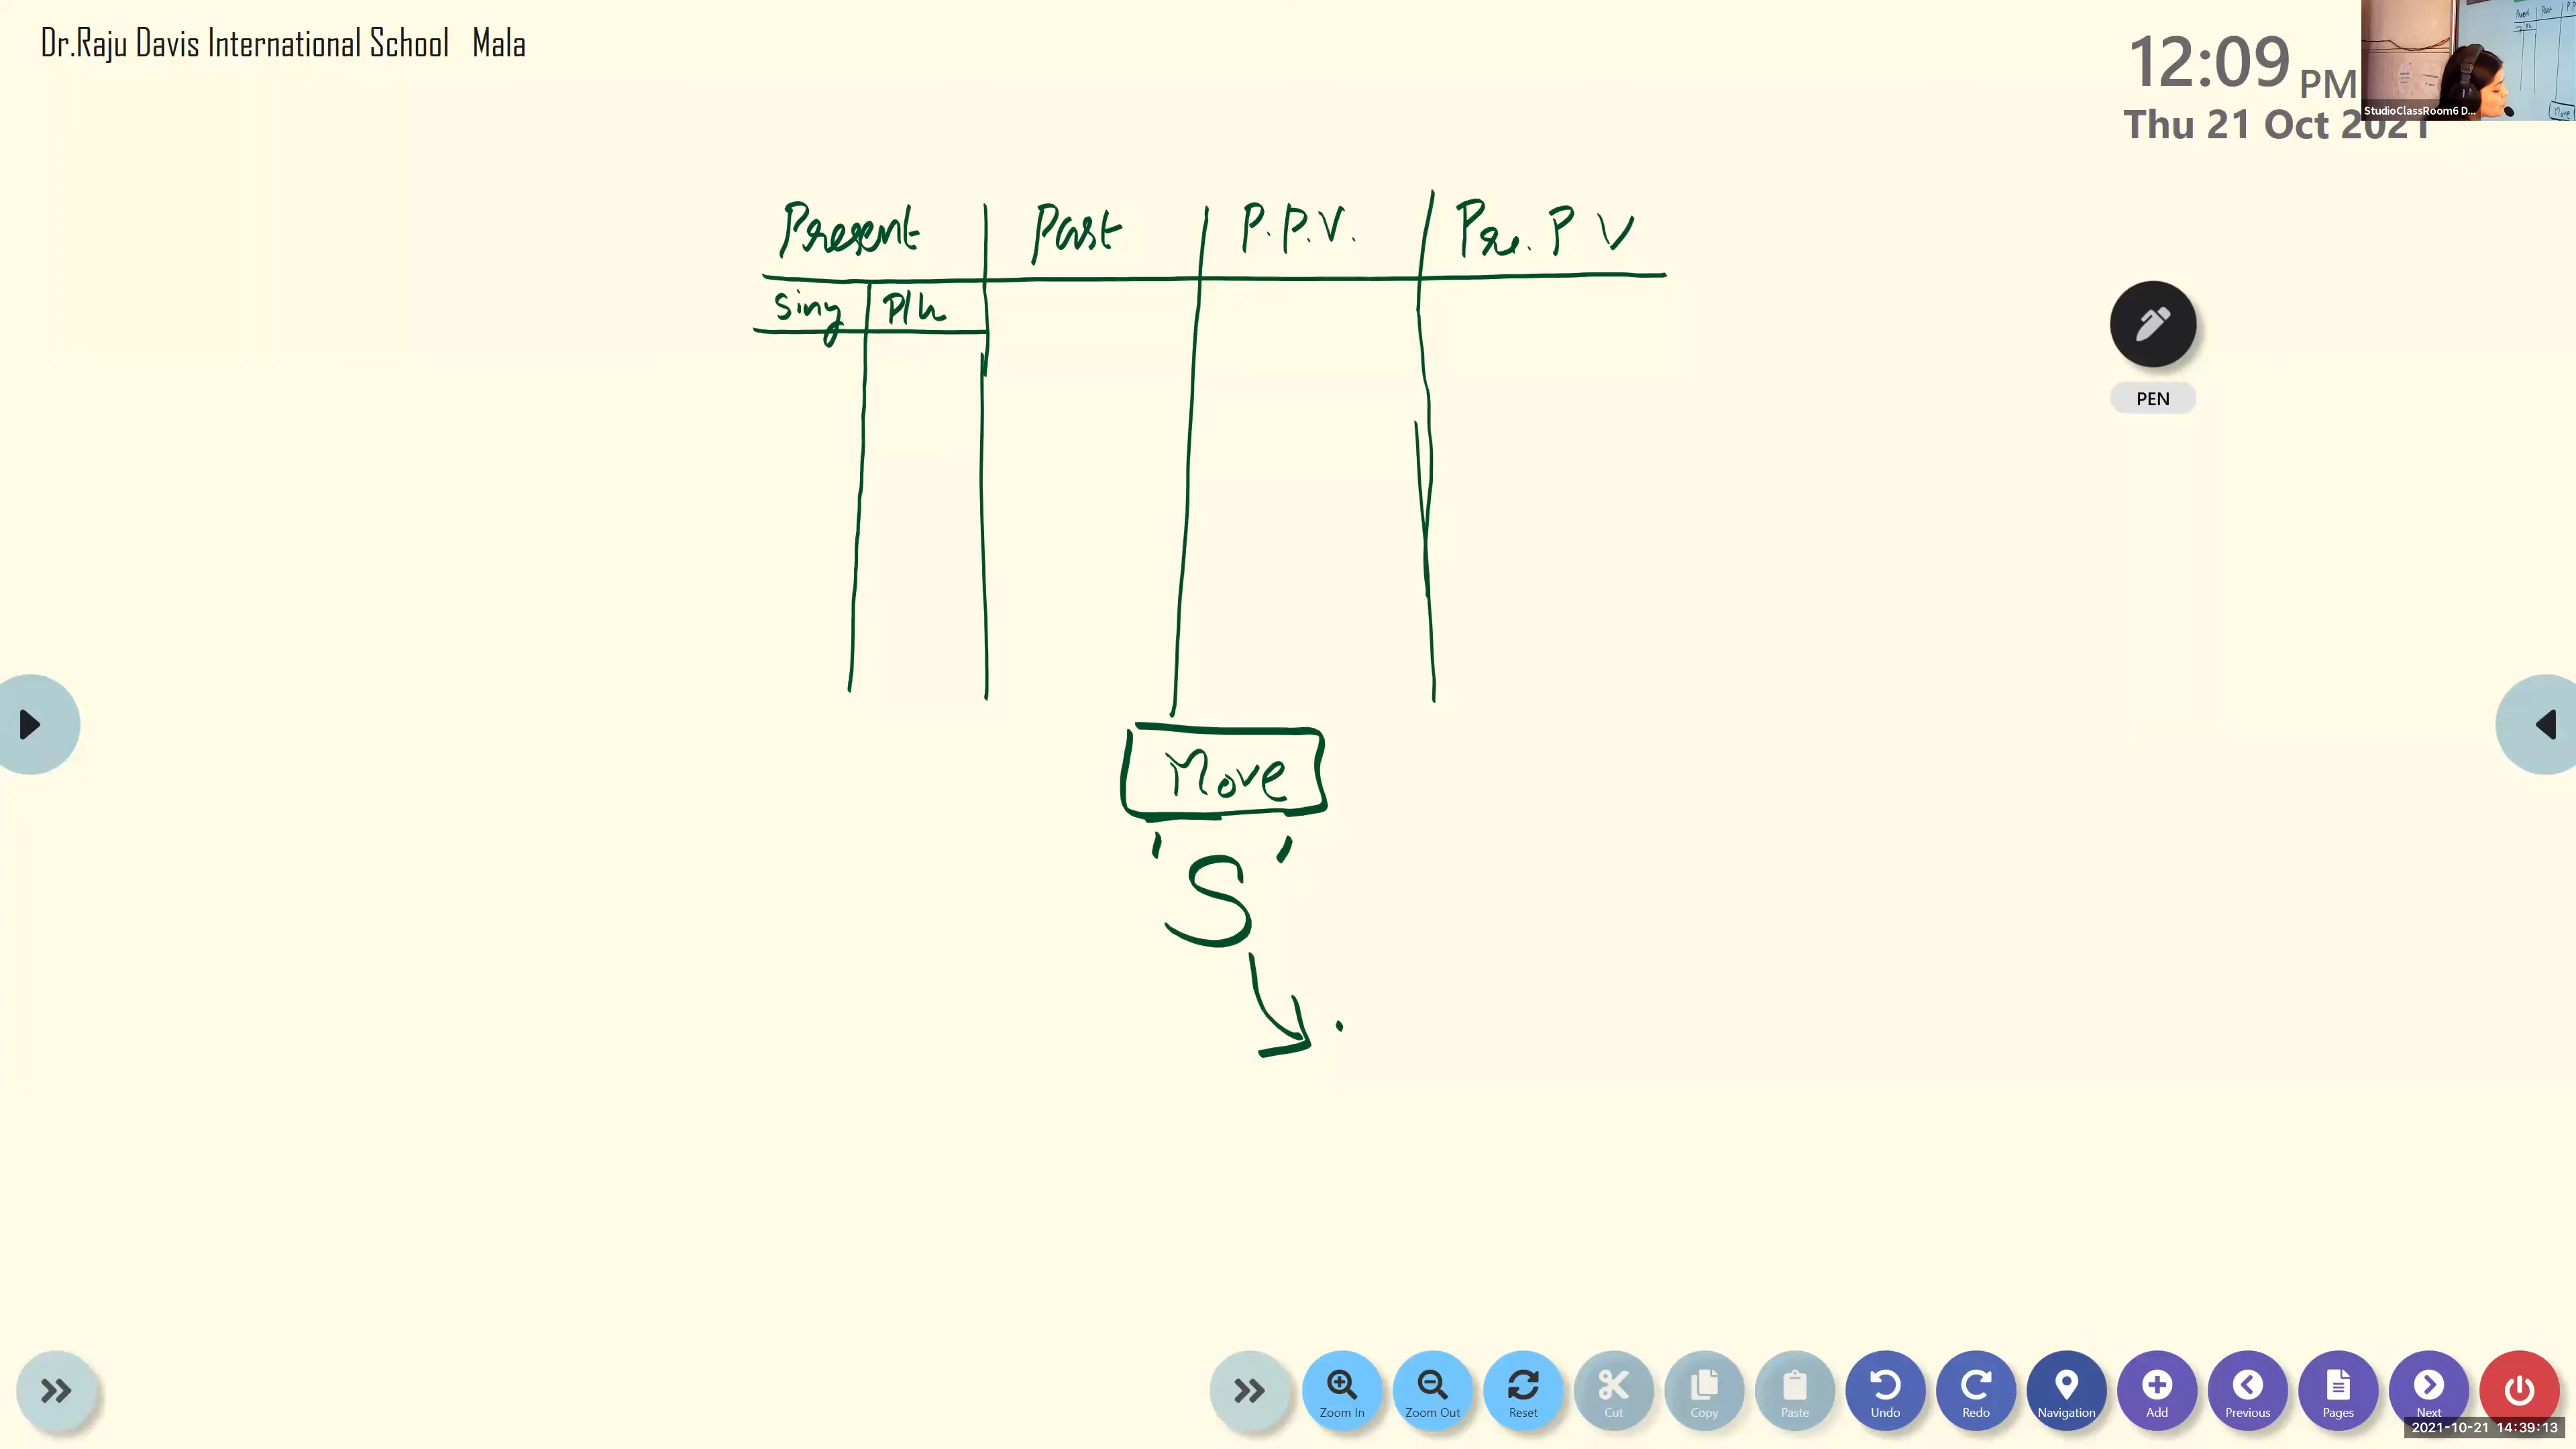 Dr.Raju Davis International School Mala
12:09 PM
Thu 21 Oct 2021
StudioClassRoom6 D...
Present Past P.P.V. Pre. P V
Sing
PEN
Move
'S'
Zoom In Zoom Out Reset Cut Copy Paste Undo Redo Navigation Add Previous Pages Next
2021-10-21 14:39:13